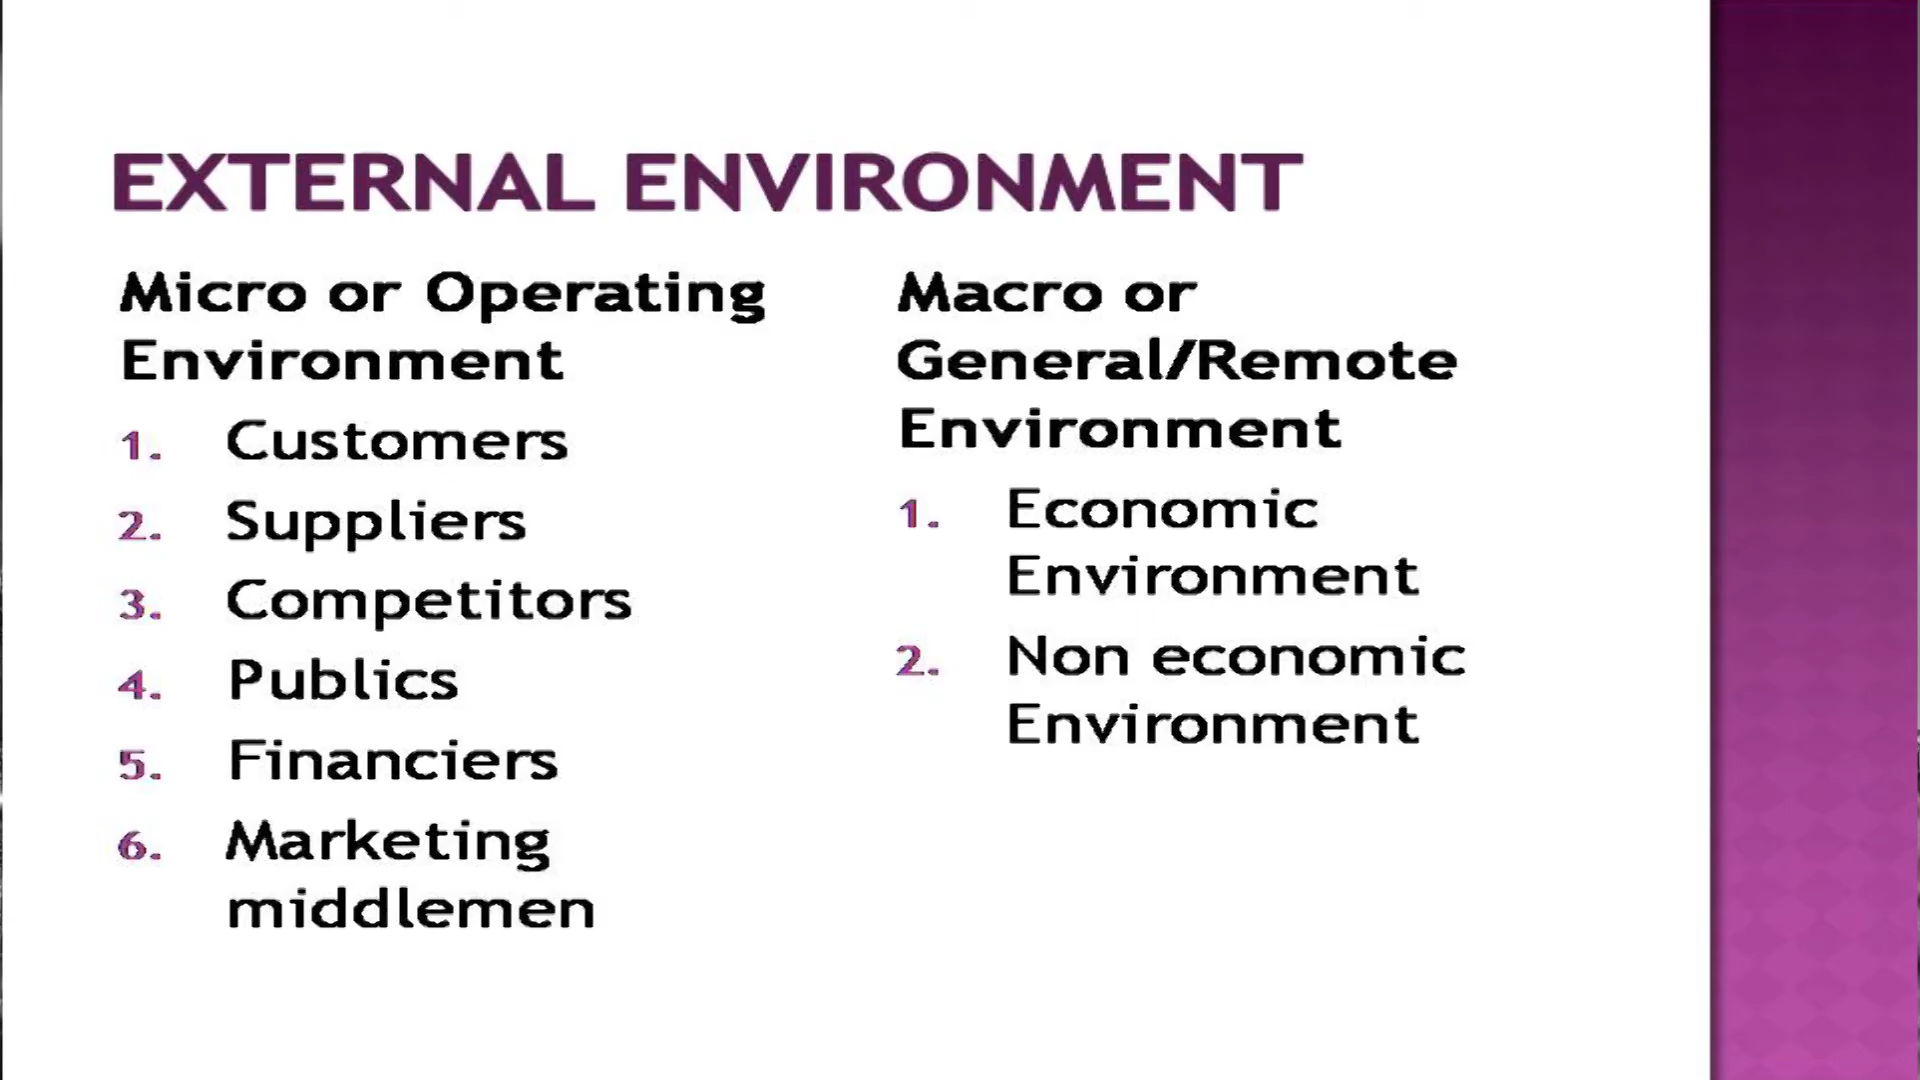 EXTERNAL ENVIRONMENT
Micro or Operating
Environment
1. Customers
2. Suppliers
3. Competitors
4. Publics
5. Financiers
6. Marketing
middlemen
Macro or
General/Remote
Environment
1. Economic
Environment
2. Non economic
Environment